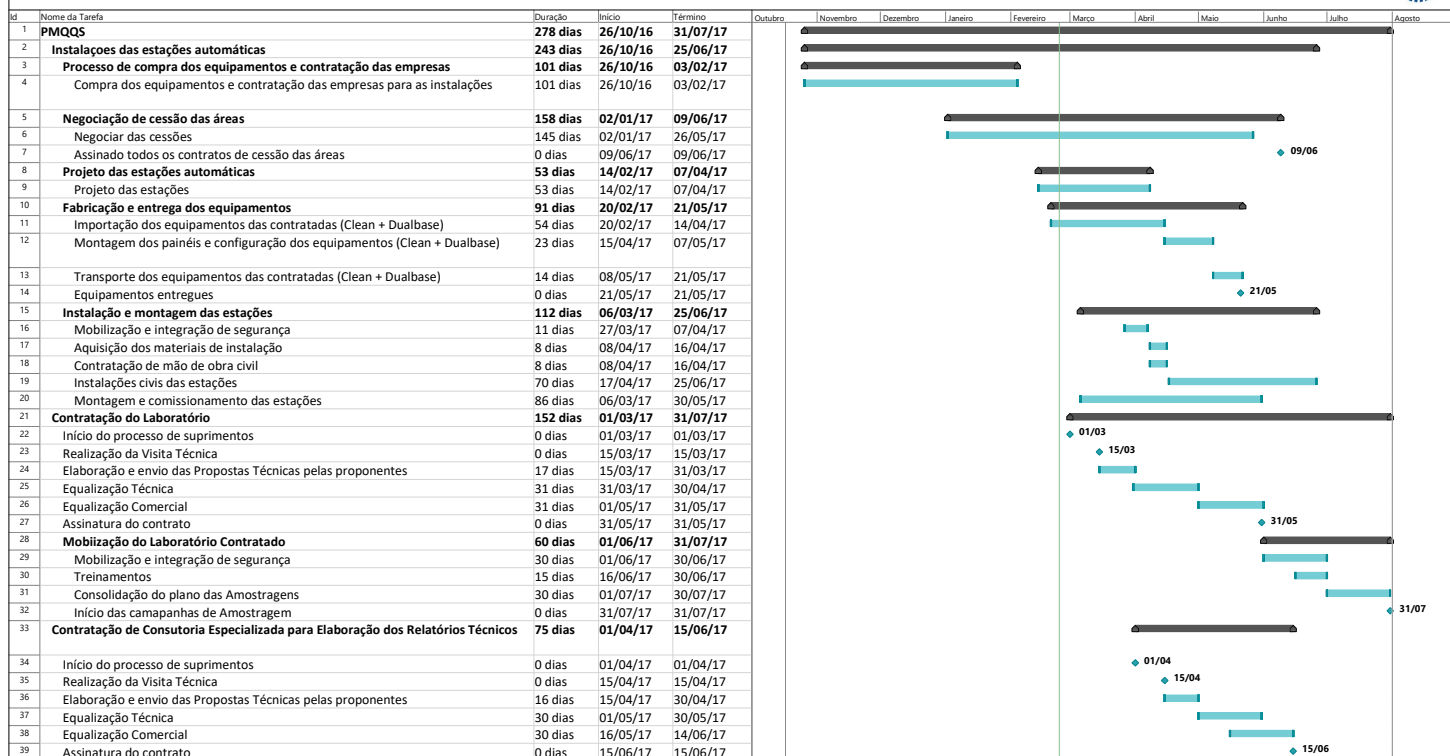 Id Nome da Tarefa Duração Início Término Outubro Novembro Dezembro Janeiro Fevereiro Março Abril Maio Junho Julho Agosto
1 PMQQS 278 dias 26/10/16 31/07/17
2 Instalaçoes das estações automáticas 243 dias 26/10/16 25/06/17
3 Processo de compra dos equipamentos e contratação das empresas 101 dias 26/10/16 03/02/17
4 Compra dos equipamentos e contratação das empresas para as instalações 101 dias 26/10/16 03/02/17
5 Negociação de cessão das áreas 158 dias 02/01/17 09/06/17
6 Negociar das cessões 145 dias 02/01/17 26/05/17
7 Assinado todos os contratos de cessão das áreas 0 dias 09/06/17 09/06/17 09/06
8 Projeto das estações automáticas 53 dias 14/02/17 07/04/17
9 Projeto das estações 53 dias 14/02/17 07/04/17
10 Fabricação e entrega dos equipamentos 91 dias 20/02/17 21/05/17
11 Importação dos equipamentos das contratadas (Clean + Dualbase) 54 dias 20/02/17 14/04/17
12 Montagem dos painéis e configuração dos equipamentos (Clean + Dualbase) 23 dias 15/04/17 07/05/17
13 Transporte dos equipamentos das contratadas (Clean + Dualbase) 14 dias 08/05/17 21/05/17
14 Equipamentos entregues 0 dias 21/05/17 21/05/17 21/05
15 Instalação e montagem das estações 112 dias 06/03/17 25/06/17
16 Mobilização e integração de segurança 11 dias 27/03/17 07/04/17
17 Aquisição dos materiais de instalação 8 dias 08/04/17 16/04/17
18 Contratação de mão de obra civil 8 dias 08/04/17 16/04/17
19 Instalações civis das estações 70 dias 17/04/17 25/06/17
20 Montagem e comissionamento das estações 86 dias 06/03/17 30/05/17
21 Contratação do Laboratório 152 dias 01/03/17 31/07/17
22 Início do processo de suprimentos 0 dias 01/03/17 01/03/17 01/03
23 Realização da Visita Técnica 0 dias 15/03/17 15/03/17 15/03
24 Elaboração e envio das Propostas Técnicas pelas proponentes 17 dias 15/03/17 31/03/17
25 Equalização Técnica 31 dias 31/03/17 30/04/17
26 Equalização Comercial 31 dias 01/05/17 31/05/17
27 Assinatura do contrato 0 dias 31/05/17 31/05/17 31/05
28 Mobiização do Laboratório Contratado 60 dias 01/06/17 31/07/17
29 Mobilização e integração de segurança 30 dias 01/06/17 30/06/17
30 Treinamentos 15 dias 16/06/17 30/06/17
31 Consolidação do plano das Amostragens 30 dias 01/07/17 30/07/17
32 Início das camapanhas de Amostragem 0 dias 31/07/17 31/07/17 31/07
33 Contratação de Consutoria Especializada para Elaboração dos Relatórios Técnicos 75 dias 01/04/17 15/06/17
34 Início do processo de suprimentos 0 dias 01/04/17 01/04/17 01/04
35 Realização da Visita Técnica 0 dias 15/04/17 15/04/17 15/04
36 Elaboração e envio das Propostas Técnicas pelas proponentes 16 dias 15/04/17 30/04/17
37 Equalização Técnica 30 dias 01/05/17 30/05/17
38 Equalização Comercial 30 dias 16/05/17 14/06/17
39 Assinatura do contrato 0 dias 15/06/17 15/06/17 15/06